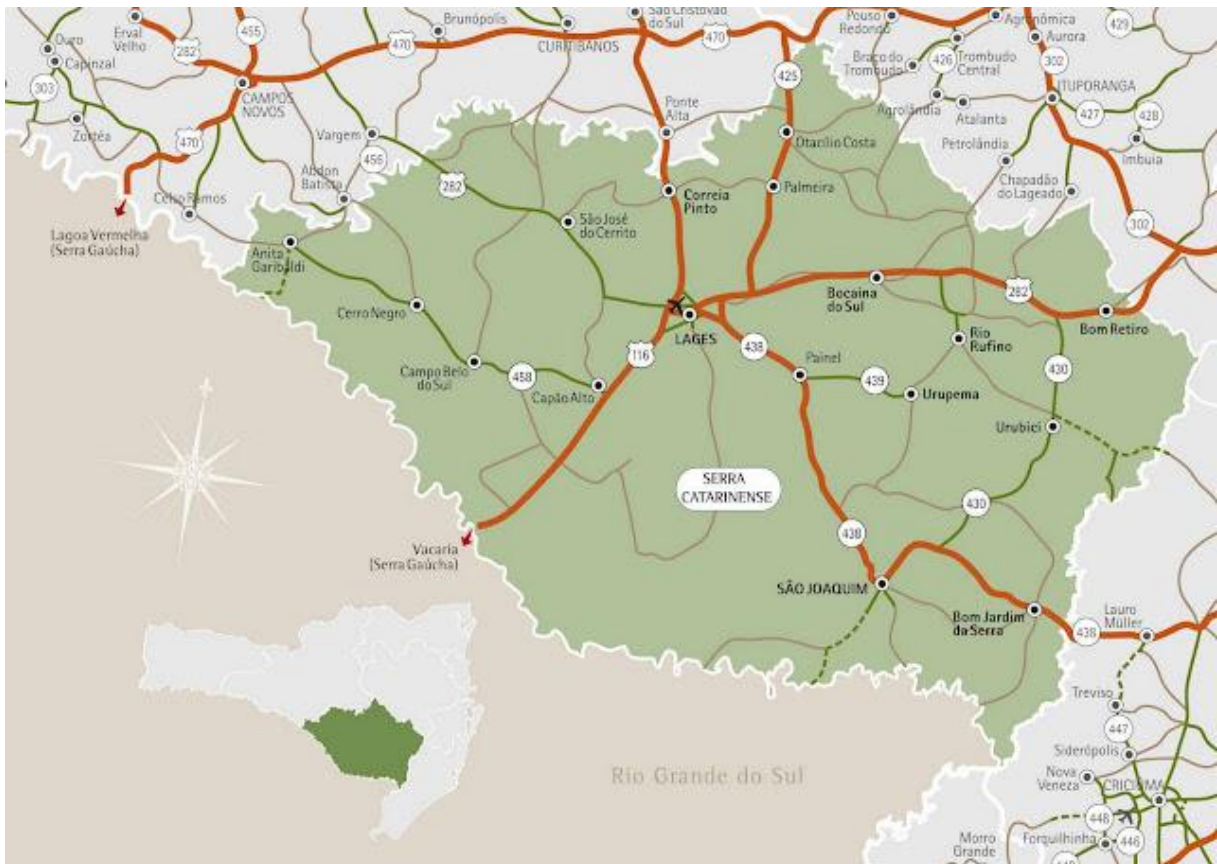 Erval
Velho
282
455
Brunópolis
470
CURITIBANOS
São Cristóvão
do Sul
470
Pouso
Redondo
Agronômica
Aurora
429
Ouro
Capinzal
303
Zortéa
CAMPOS
NOVOS
470
Vargem
456
Abdon
Batista
Celso Ramos
282
Ponte
Alta
425
Otacílio Costa
Braço do
Trombudo
426
Trombudo
Central
302
ITUPORANGA
Agrolândia
Atalanta
427
428
Imbuia
Petrolândia
Chapadão
do Lageado
302
Lagoa Vermelha
(Serra Gaúcha)
Anita
Garibaldi
São José
do Cerrito
Correia
Pinto
Palmeira
Cerro Negro
Bocaina
do Sul
282
Bom Retiro
LAGES
116
438
Rio
Rufino
Painel
439
430
Campo Belo
do Sul
458
Capão Alto
Urupema
Urubici
SERRA
CATARINENSE
430
438
Vacaria
(Serra Gaúcha)
SÃO JOAQUIM
Bom Jardim
da Serra
438
Lauro
Müller
Treviso
447
Siderópolis
Nova
Veneza
CRICIÚMA
448
446
Forquilhinha
Morro
Grande
Rio Grande do Sul